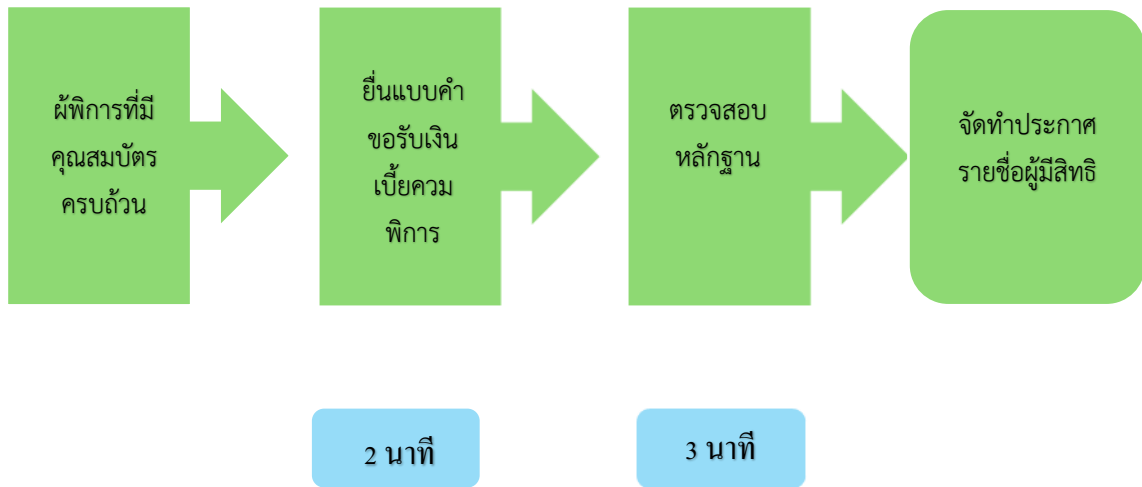 ผ้พิการที่มี
คุณสมบัตร
ครบถ้วน
ยื่นแบบคำ
ขอรับเงิน
เบี้ยควม
พิการ
ตรวจสอบ
หลักฐาน
จัดทำประกาศ
รายชื่อผู้มีสิทธิ
2 นาที
3 นาที